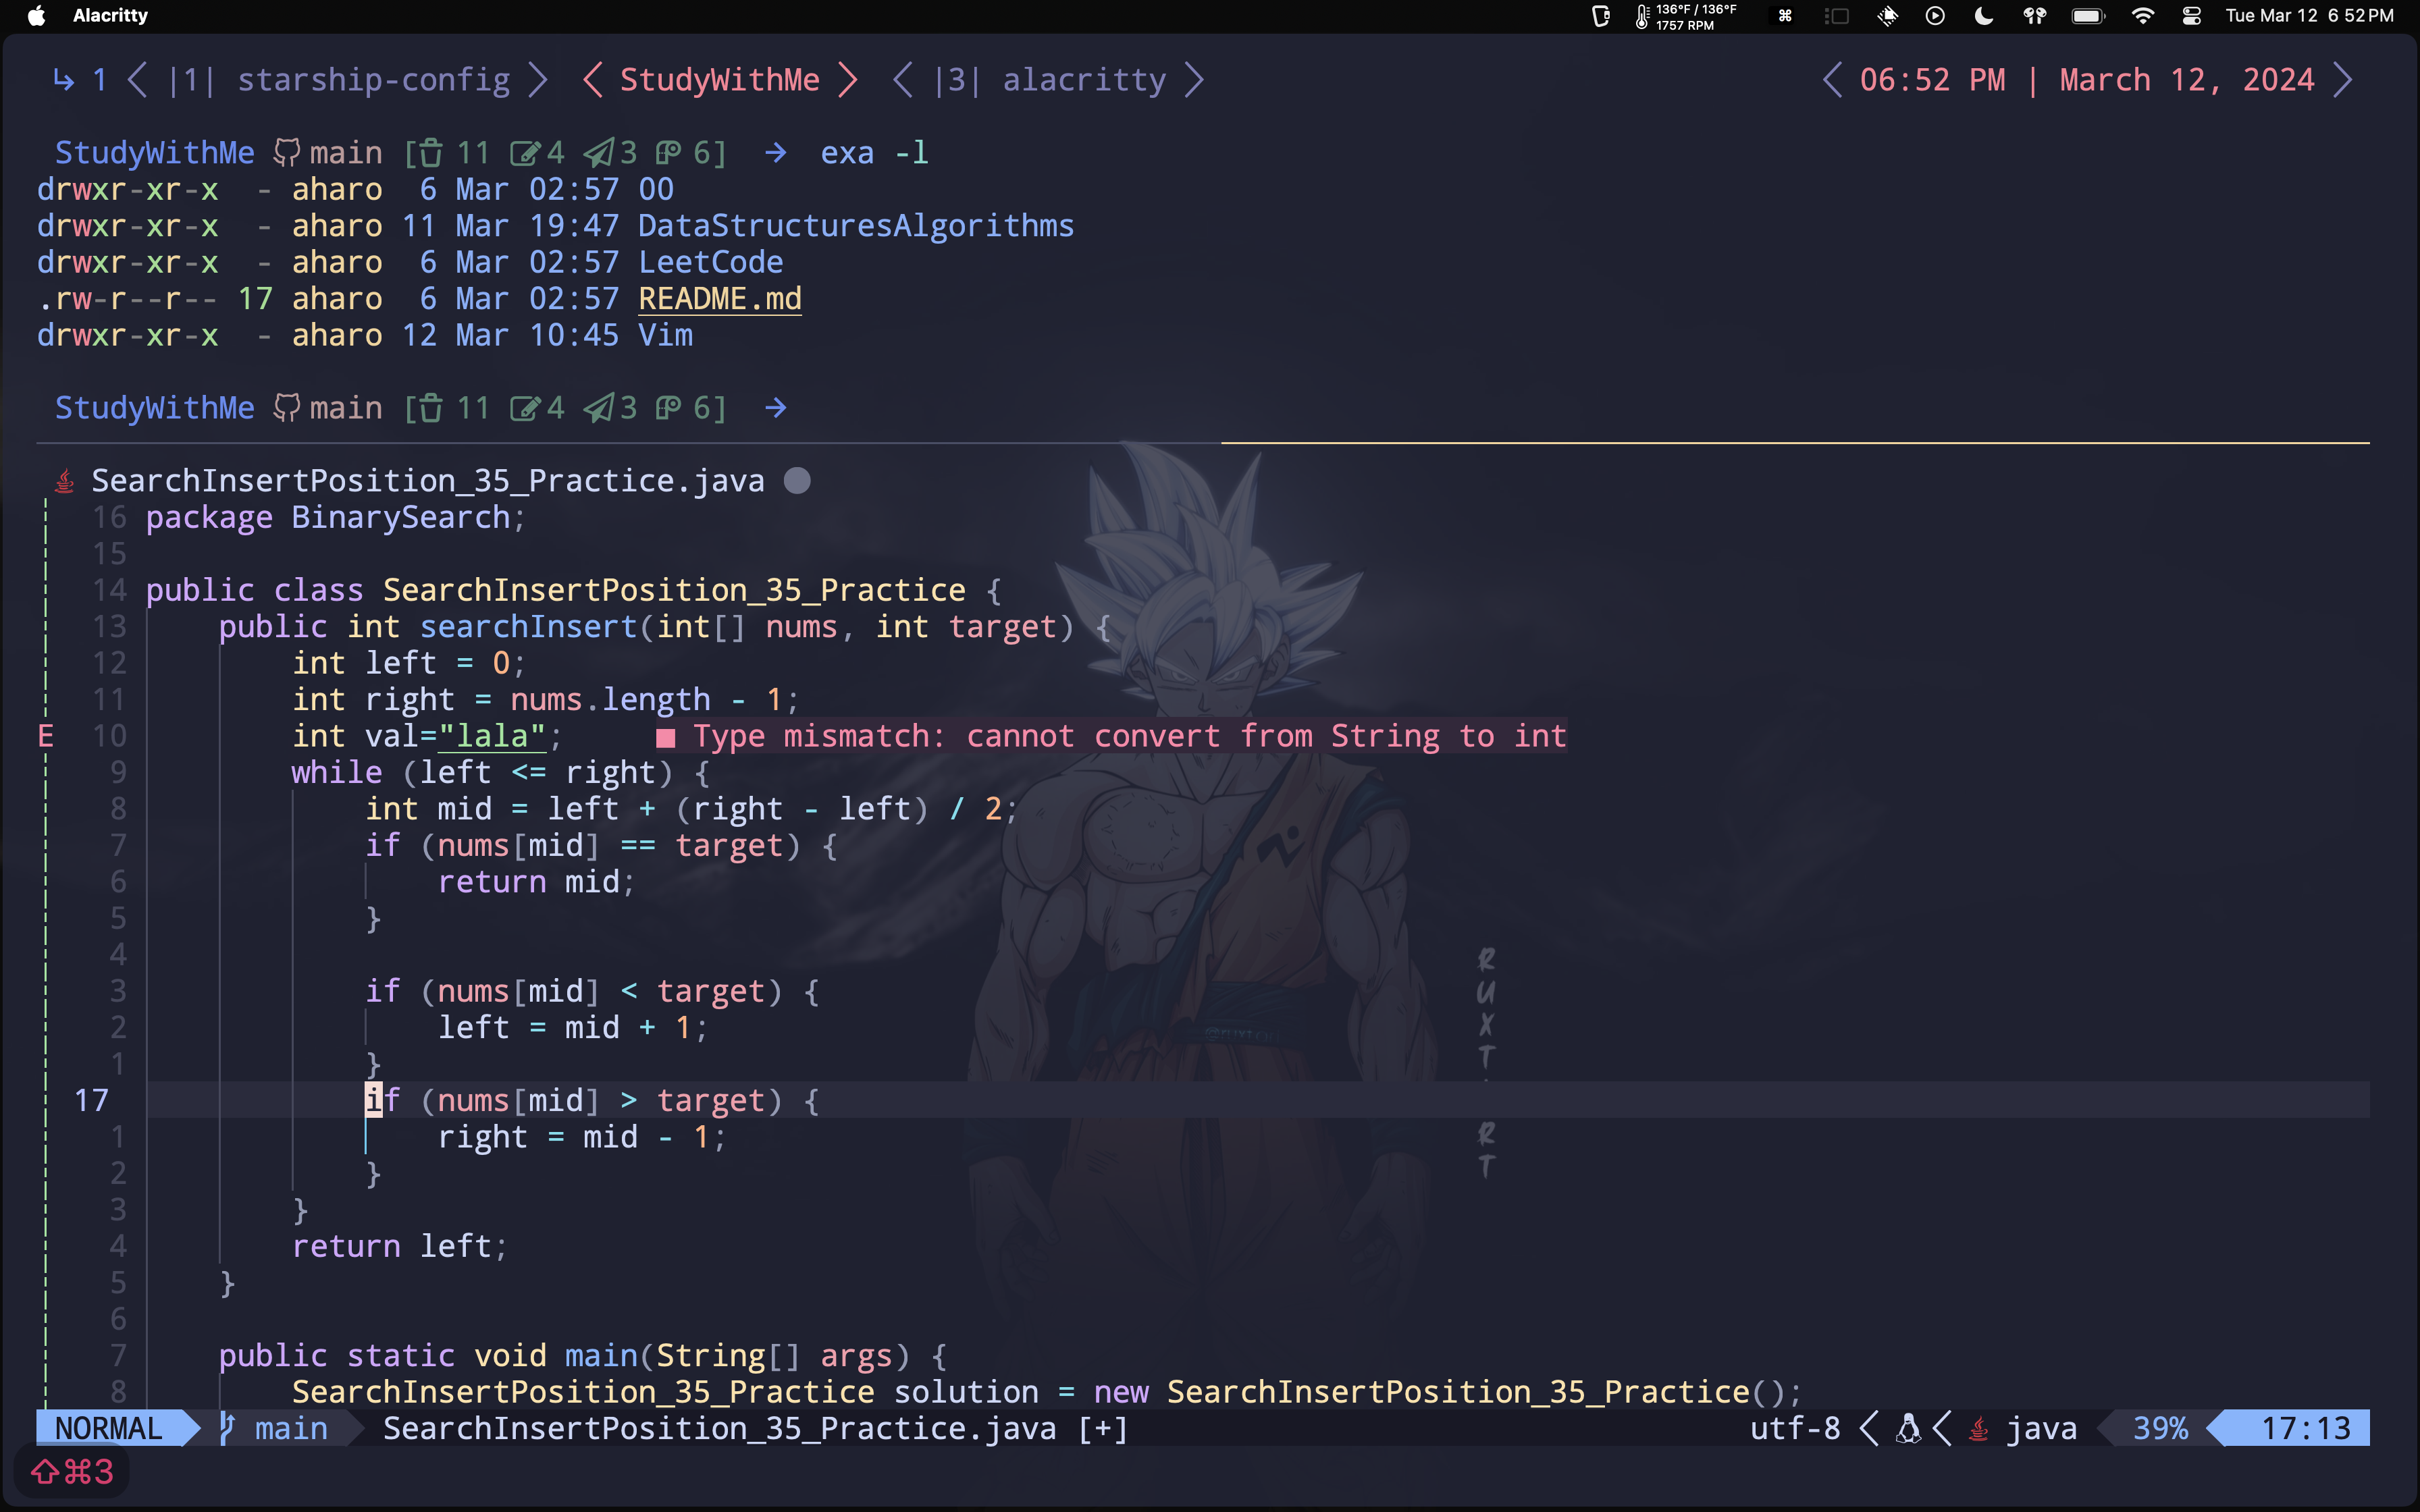 Alacritty 136°F / 136°F Tue Mar 12 6 52 PM
1757 RPM
↳ 1 < |1| starship-config > < StudyWithMe > < |3| alacritty > < 06:52 PM | March 12, 2024 >
StudyWithMe main [ 11 4 3 6] → exa -l
drwxr-xr-x - aharo 6 Mar 02:57 00
drwxr-xr-x - aharo 11 Mar 19:47 DataStructuresAlgorithms
drwxr-xr-x - aharo 6 Mar 02:57 LeetCode
.rw-r--r-- 17 aharo 6 Mar 02:57 README.md
drwxr-xr-x - aharo 12 Mar 10:45 Vim
StudyWithMe main [ 11 4 3 6] →
SearchInsertPosition_35_Practice.java ●
16 package BinarySearch;
15
14 public class SearchInsertPosition_35_Practice {
13 public int searchInsert(int[] nums, int target) {
12 int left = 0;
11 int right = nums.length - 1;
E 10 int val="lala"; ■ Type mismatch: cannot convert from String to int
9 while (left <= right) {
8 int mid = left + (right - left) / 2;
7 if (nums[mid] == target) {
6 return mid;
5 }
4
3 if (nums[mid] < target) {
2 left = mid + 1;
1 }
17 if (nums[mid] > target) {
1 right = mid - 1;
2 }
3 }
4 return left;
5 }
6
7 public static void main(String[] args) {
8 SearchInsertPosition_35_Practice solution = new SearchInsertPosition_35_Practice();
NORMAL main SearchInsertPosition_35_Practice.java [+] utf-8 < < java 39% 17:13
⇧⌘3